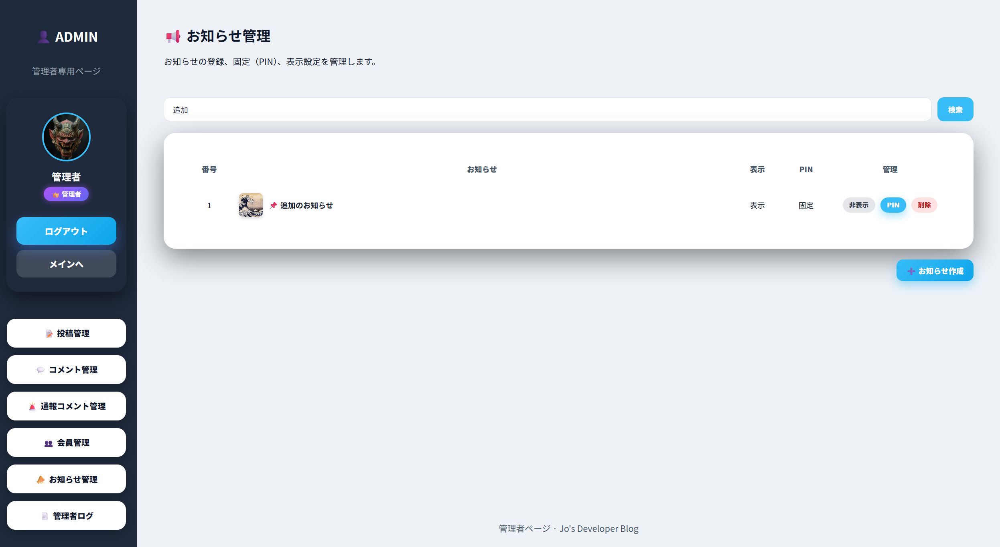 ADMIN
管理者専用ページ
管理者
管理者
ログアウト
メインへ
投稿管理
コメント管理
通報コメント管理
会員管理
お知らせ管理
管理者ログ
お知らせ管理
お知らせの登録、固定（PIN）、表示設定を管理します。
追加
検索
番号 お知らせ 表示 PIN 管理
1 追加のお知らせ 表示 固定 非表示 PIN 削除
お知らせ作成
管理者ページ · Jo's Developer Blog